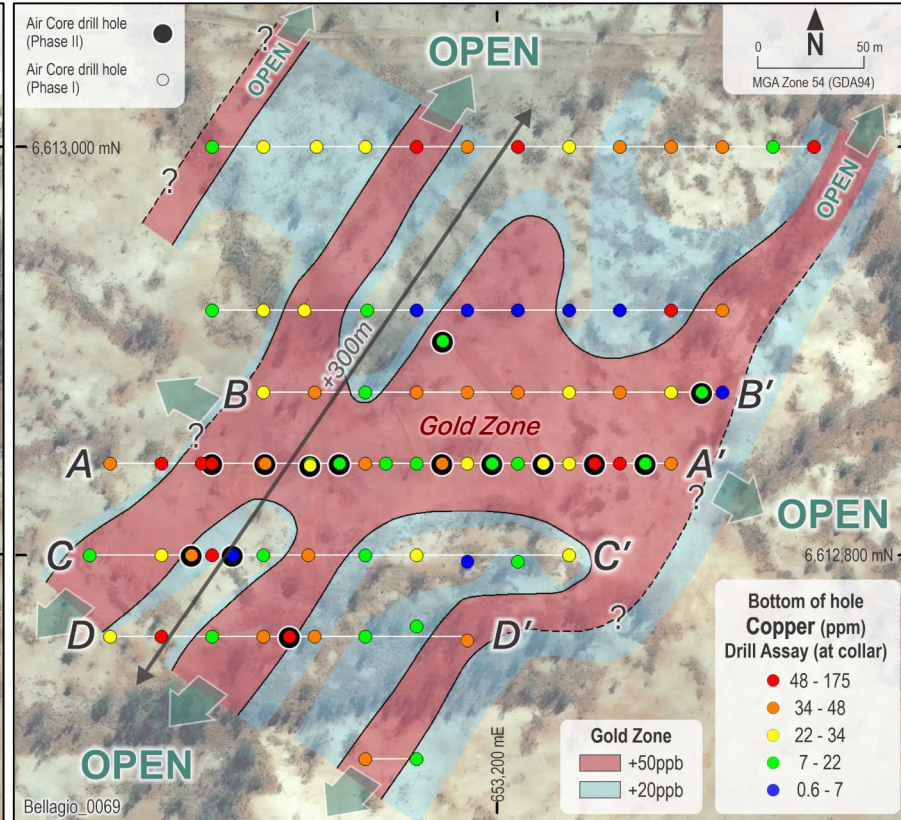 Air Core drill hole
(Phase II)
Air Core drill hole
(Phase I)
?
OPEN
OPEN
N
0 50 m
MGA Zone 54 (GDA94)
6,613,000 mN
?
OPEN
+300m
B
B'
?
Gold Zone
A
A'
?
OPEN
C
C'
6,612,800 mN
D
D'
?
OPEN
653,200 mE
Gold Zone
+50ppb
+20ppb
Bottom of hole
Copper (ppm)
Drill Assay (at collar)
48 - 175
34 - 48
22 - 34
7 - 22
0.6 - 7
Bellagio_0069